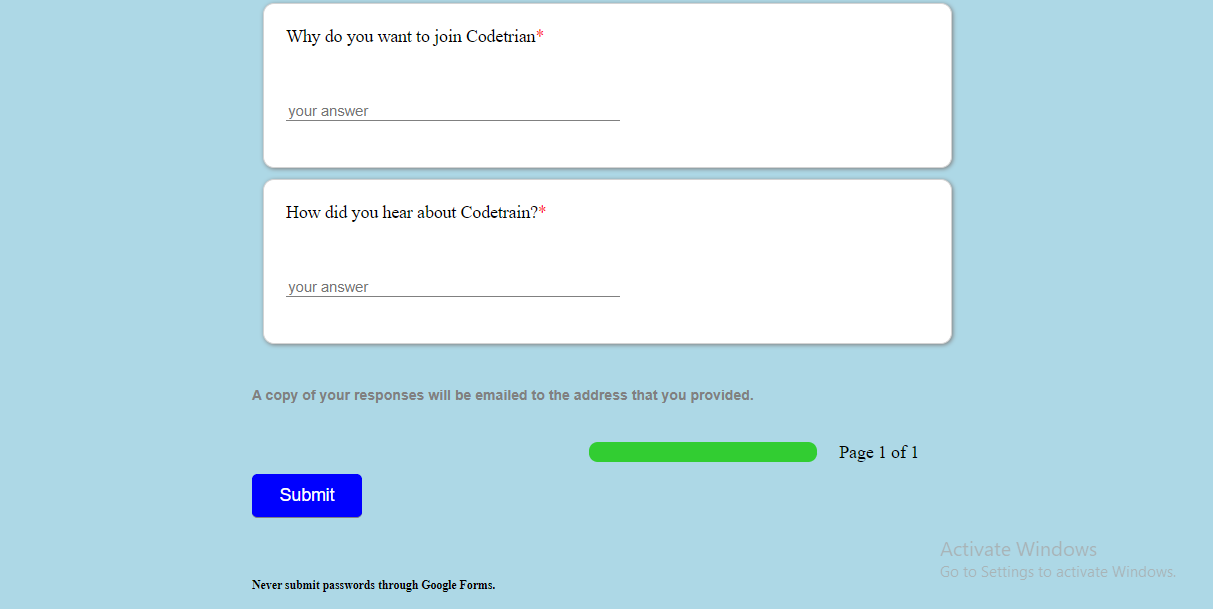 Why do you want to join Codetrian*
your answer
How did you hear about Codetrain?*
your answer
A copy of your responses will be emailed to the address that you provided.
Page 1 of 1
Submit
Activate Windows
Go to Settings to activate Windows.
Never submit passwords through Google Forms.